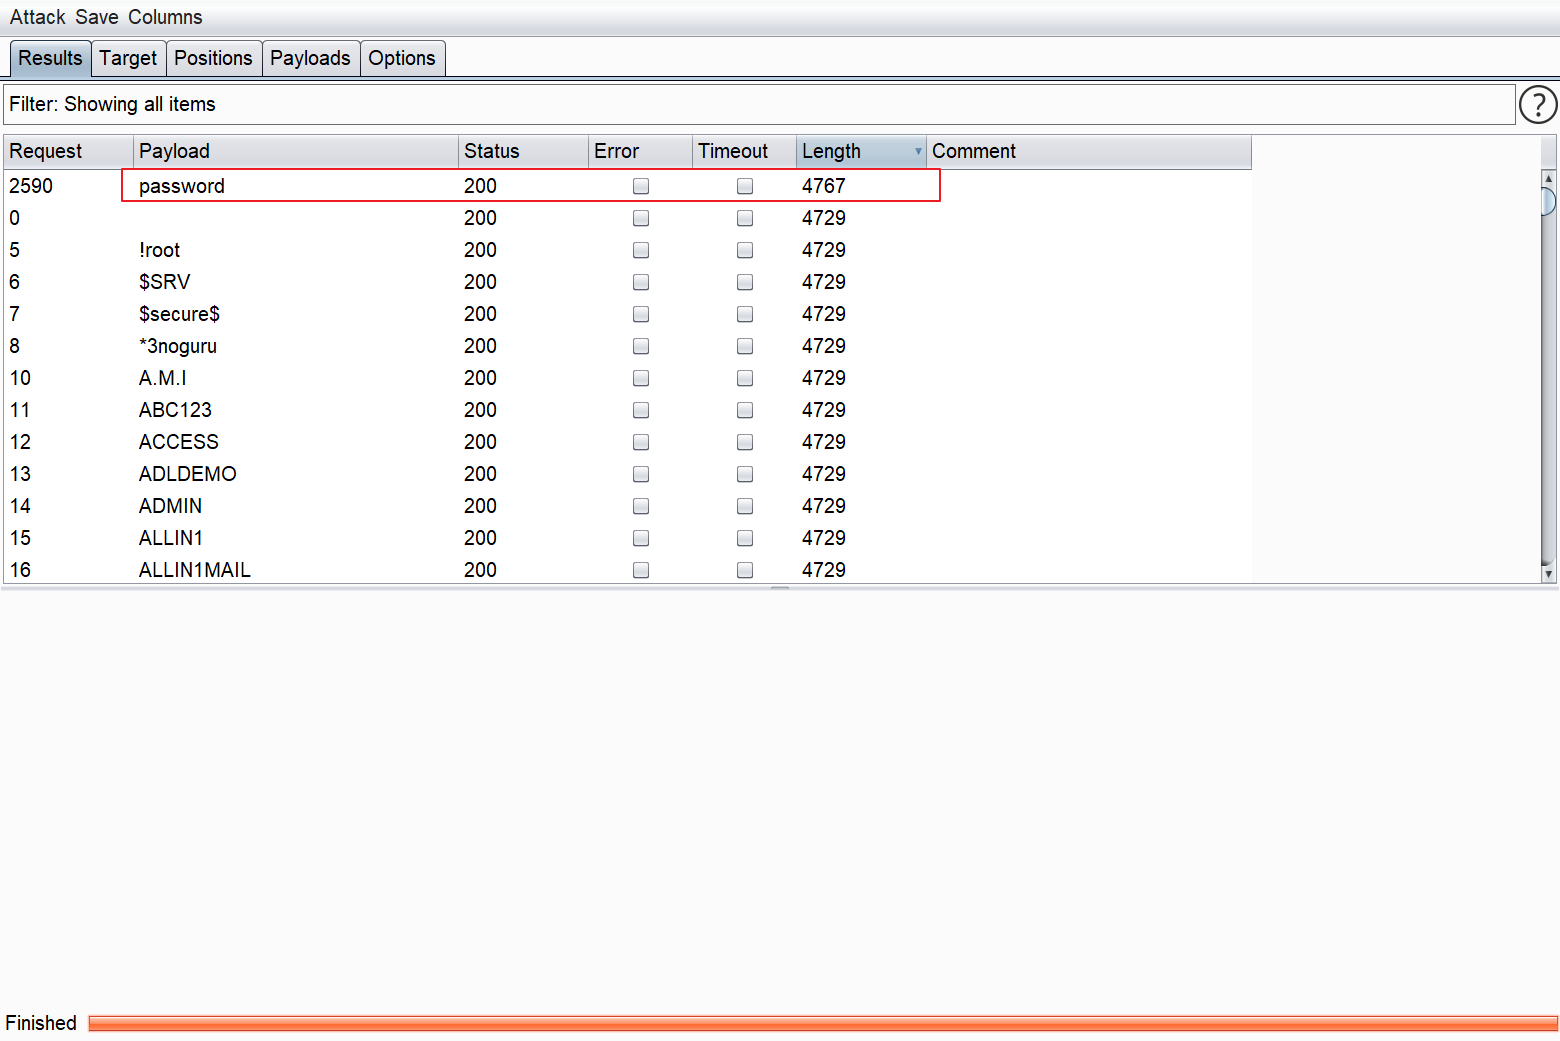 Attack Save Columns
Results Target Positions Payloads Options
Filter: Showing all items ?
Request Payload Status Error Timeout Length Comment
2590 password 200 4767
0 200 4729
5 !root 200 4729
6 $SRV 200 4729
7 $secure$ 200 4729
8 *3noguru 200 4729
10 A.M.I 200 4729
11 ABC123 200 4729
12 ACCESS 200 4729
13 ADLDEMO 200 4729
14 ADMIN 200 4729
15 ALLIN1 200 4729
16 ALLIN1MAIL 200 4729
Finished